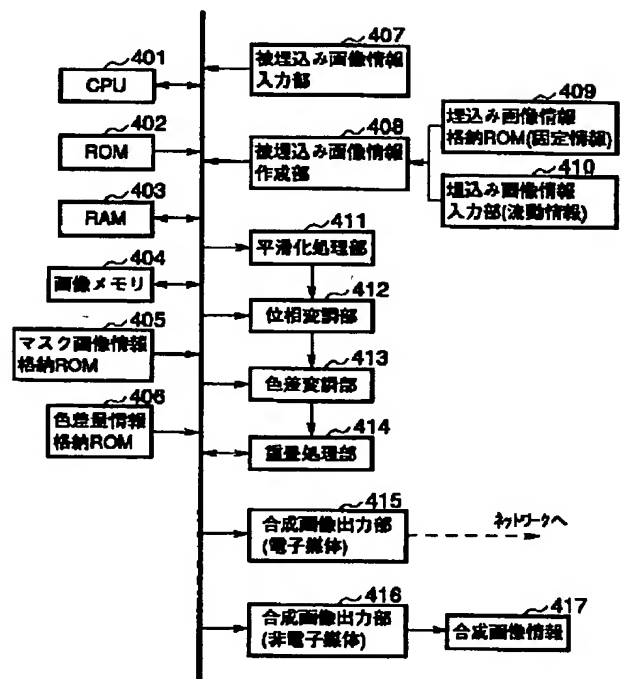 401
CPU
402
ROM
403
RAM
404
画像メモリ
405
マスク画像情報
格納ROM
406
色差量情報
格納ROM
407
被埋込み画像情報
入力部
408
被埋込み画像情報
作成部
409
埋込み画像情報
格納ROM(固定情報)
410
埋込み画像情報
入力部(流動情報)
411
平滑化処理部
412
位相変調部
413
色差変調部
414
重畳処理部
415
合成画像出力部
(電子媒体)
ネットワークへ
416
合成画像出力部
(非電子媒体)
417
合成画像情報